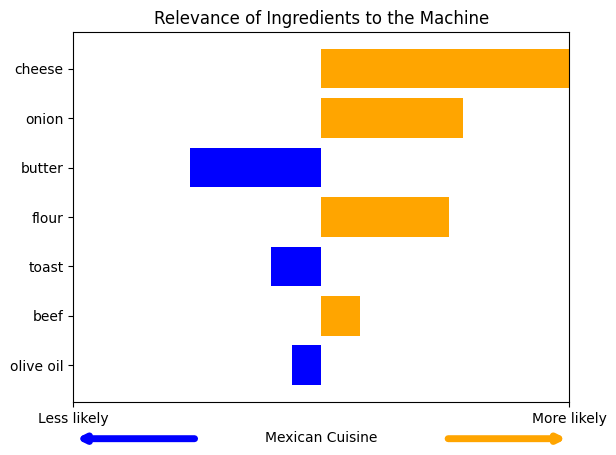 Relevance of Ingredients to the Machine
cheese
onion
butter
flour
toast
beef
olive oil
Less likely
More likely
Mexican Cuisine